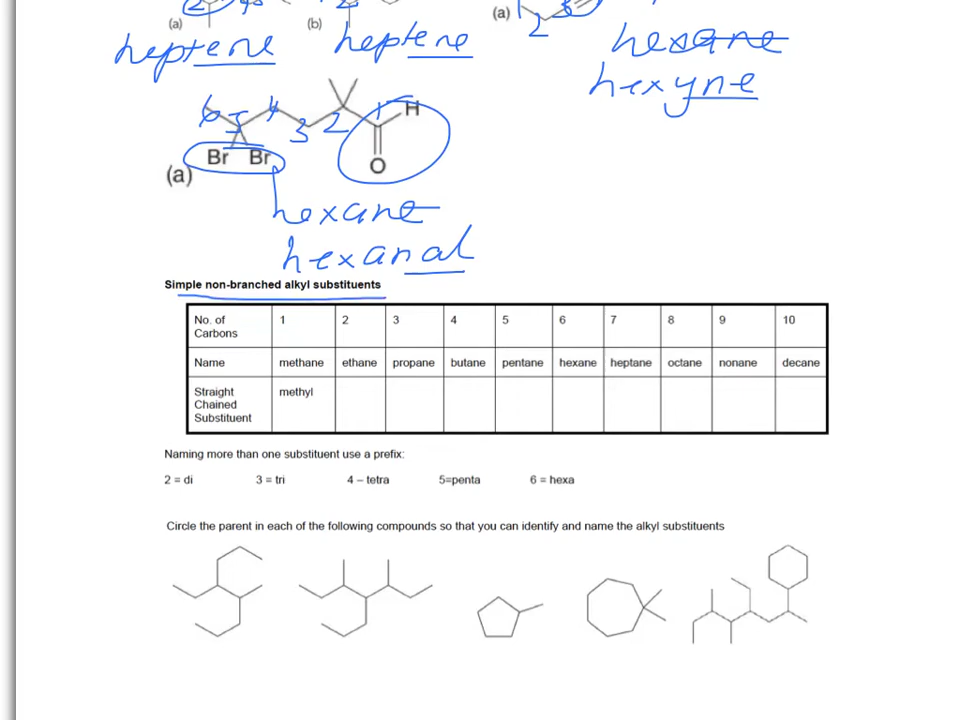 (a) (b) (a)
heptene heptene hexane
hexyne
6 5 4 3 2 1 H
Br Br O
(a)
hexane
hexanal
Simple non-branched alkyl substituents
No. of Carbons 1 2 3 4 5 6 7 8 9 10
Name methane ethane propane butane pentane hexane heptane octane nonane decane
Straight Chained Substituent methyl
Naming more than one substituent use a prefix:
2 = di 3 = tri 4 – tetra 5=penta 6 = hexa
Circle the parent in each of the following compounds so that you can identify and name the alkyl substituents